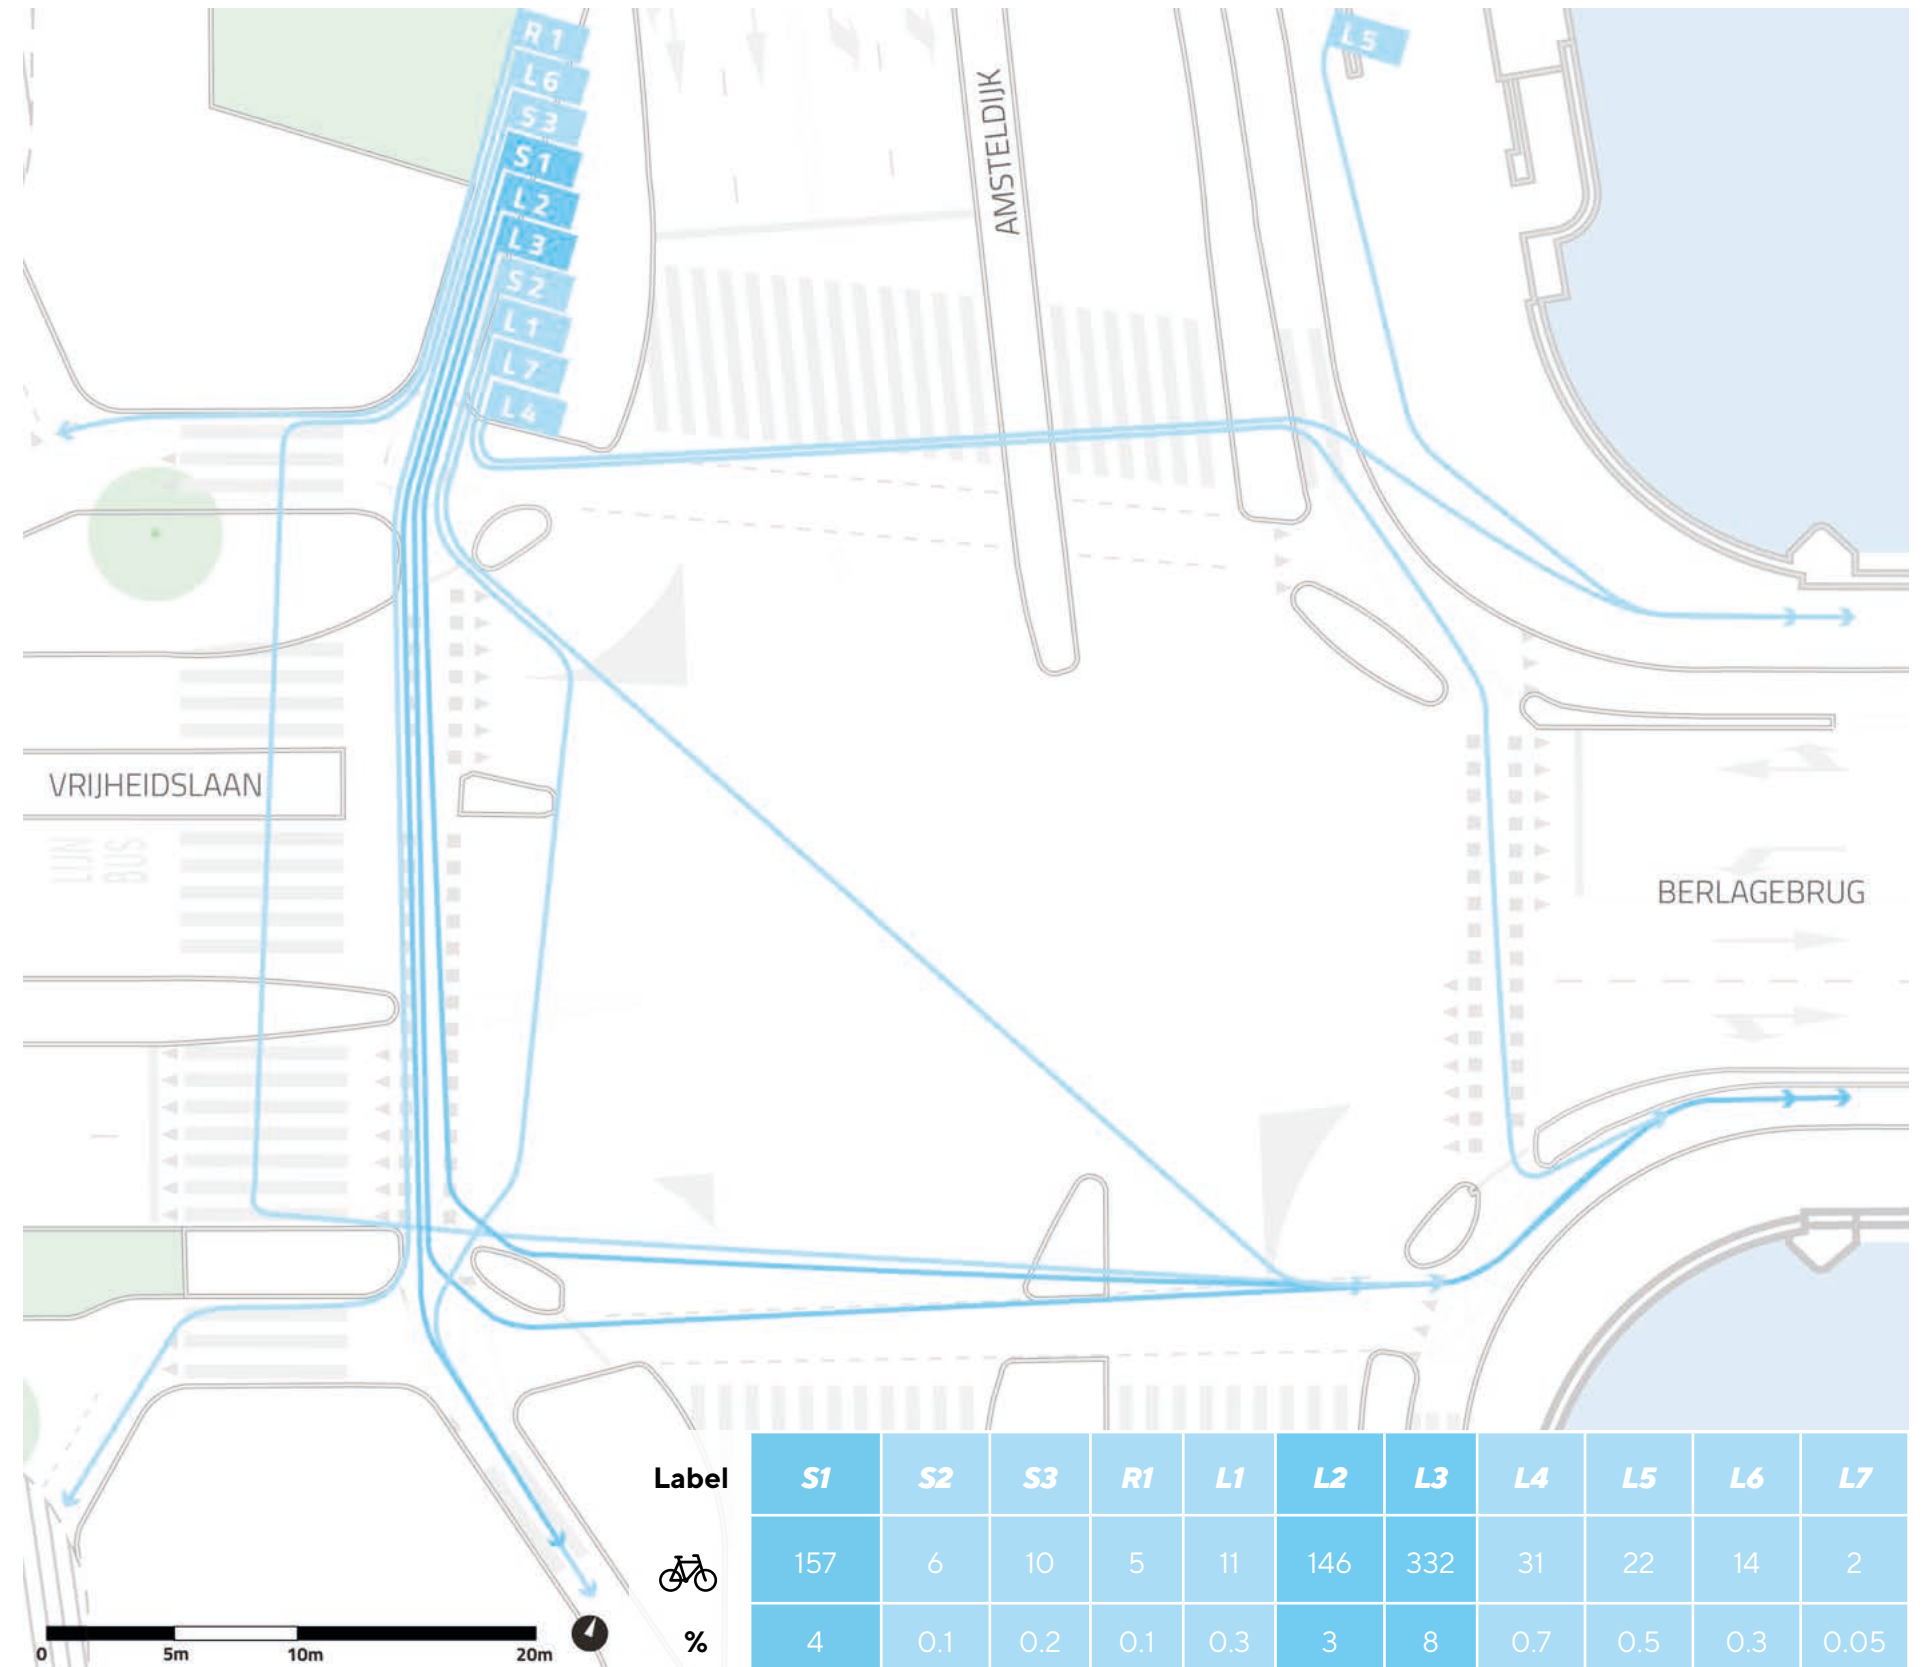 R1
L6
S3
S1
L2
L3
S2
L1
L7
L4
L5
AMSTELDIJK
VRIJHEIDSLAAN
LIJN
BUS
BERLAGEBRUG
Label S1 S2 S3 R1 L1 L2 L3 L4 L5 L6 L7
157 6 10 5 11 146 332 31 22 14 2
% 4 0.1 0.2 0.1 0.3 3 8 0.7 0.5 0.3 0.05
0 5m 10m 20m